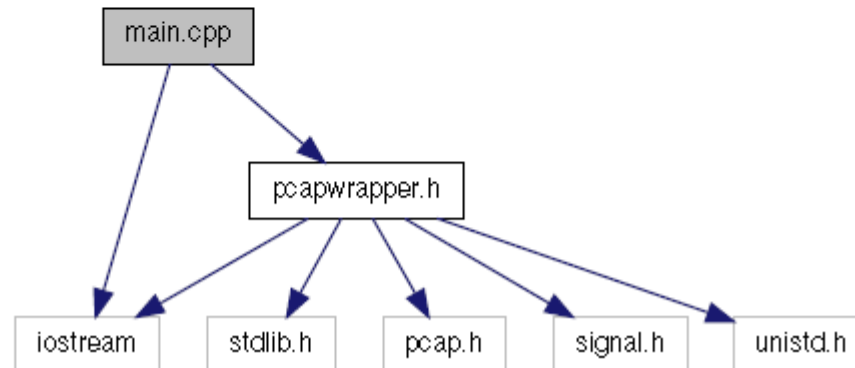 main.cpp
pcapwrapper.h
iostream
stdlib.h
pcap.h
signal.h
unistd.h